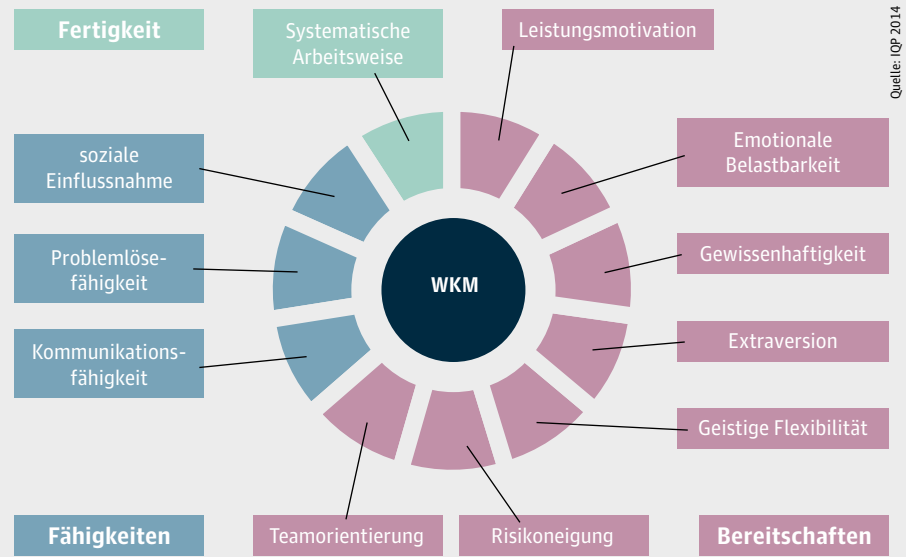 Fertigkeit
Systematische
Arbeitsweise
Leistungsmotivation
Quelle: IQP 2014
soziale
Einflussnahme
Emotionale
Belastbarkeit
Problemlöse-
fähigkeit
WKM
Gewissenhaftigkeit
Kommunikations-
fähigkeit
Extraversion
Geistige Flexibilität
Fähigkeiten
Teamorientierung
Risikoneigung
Bereitschaften